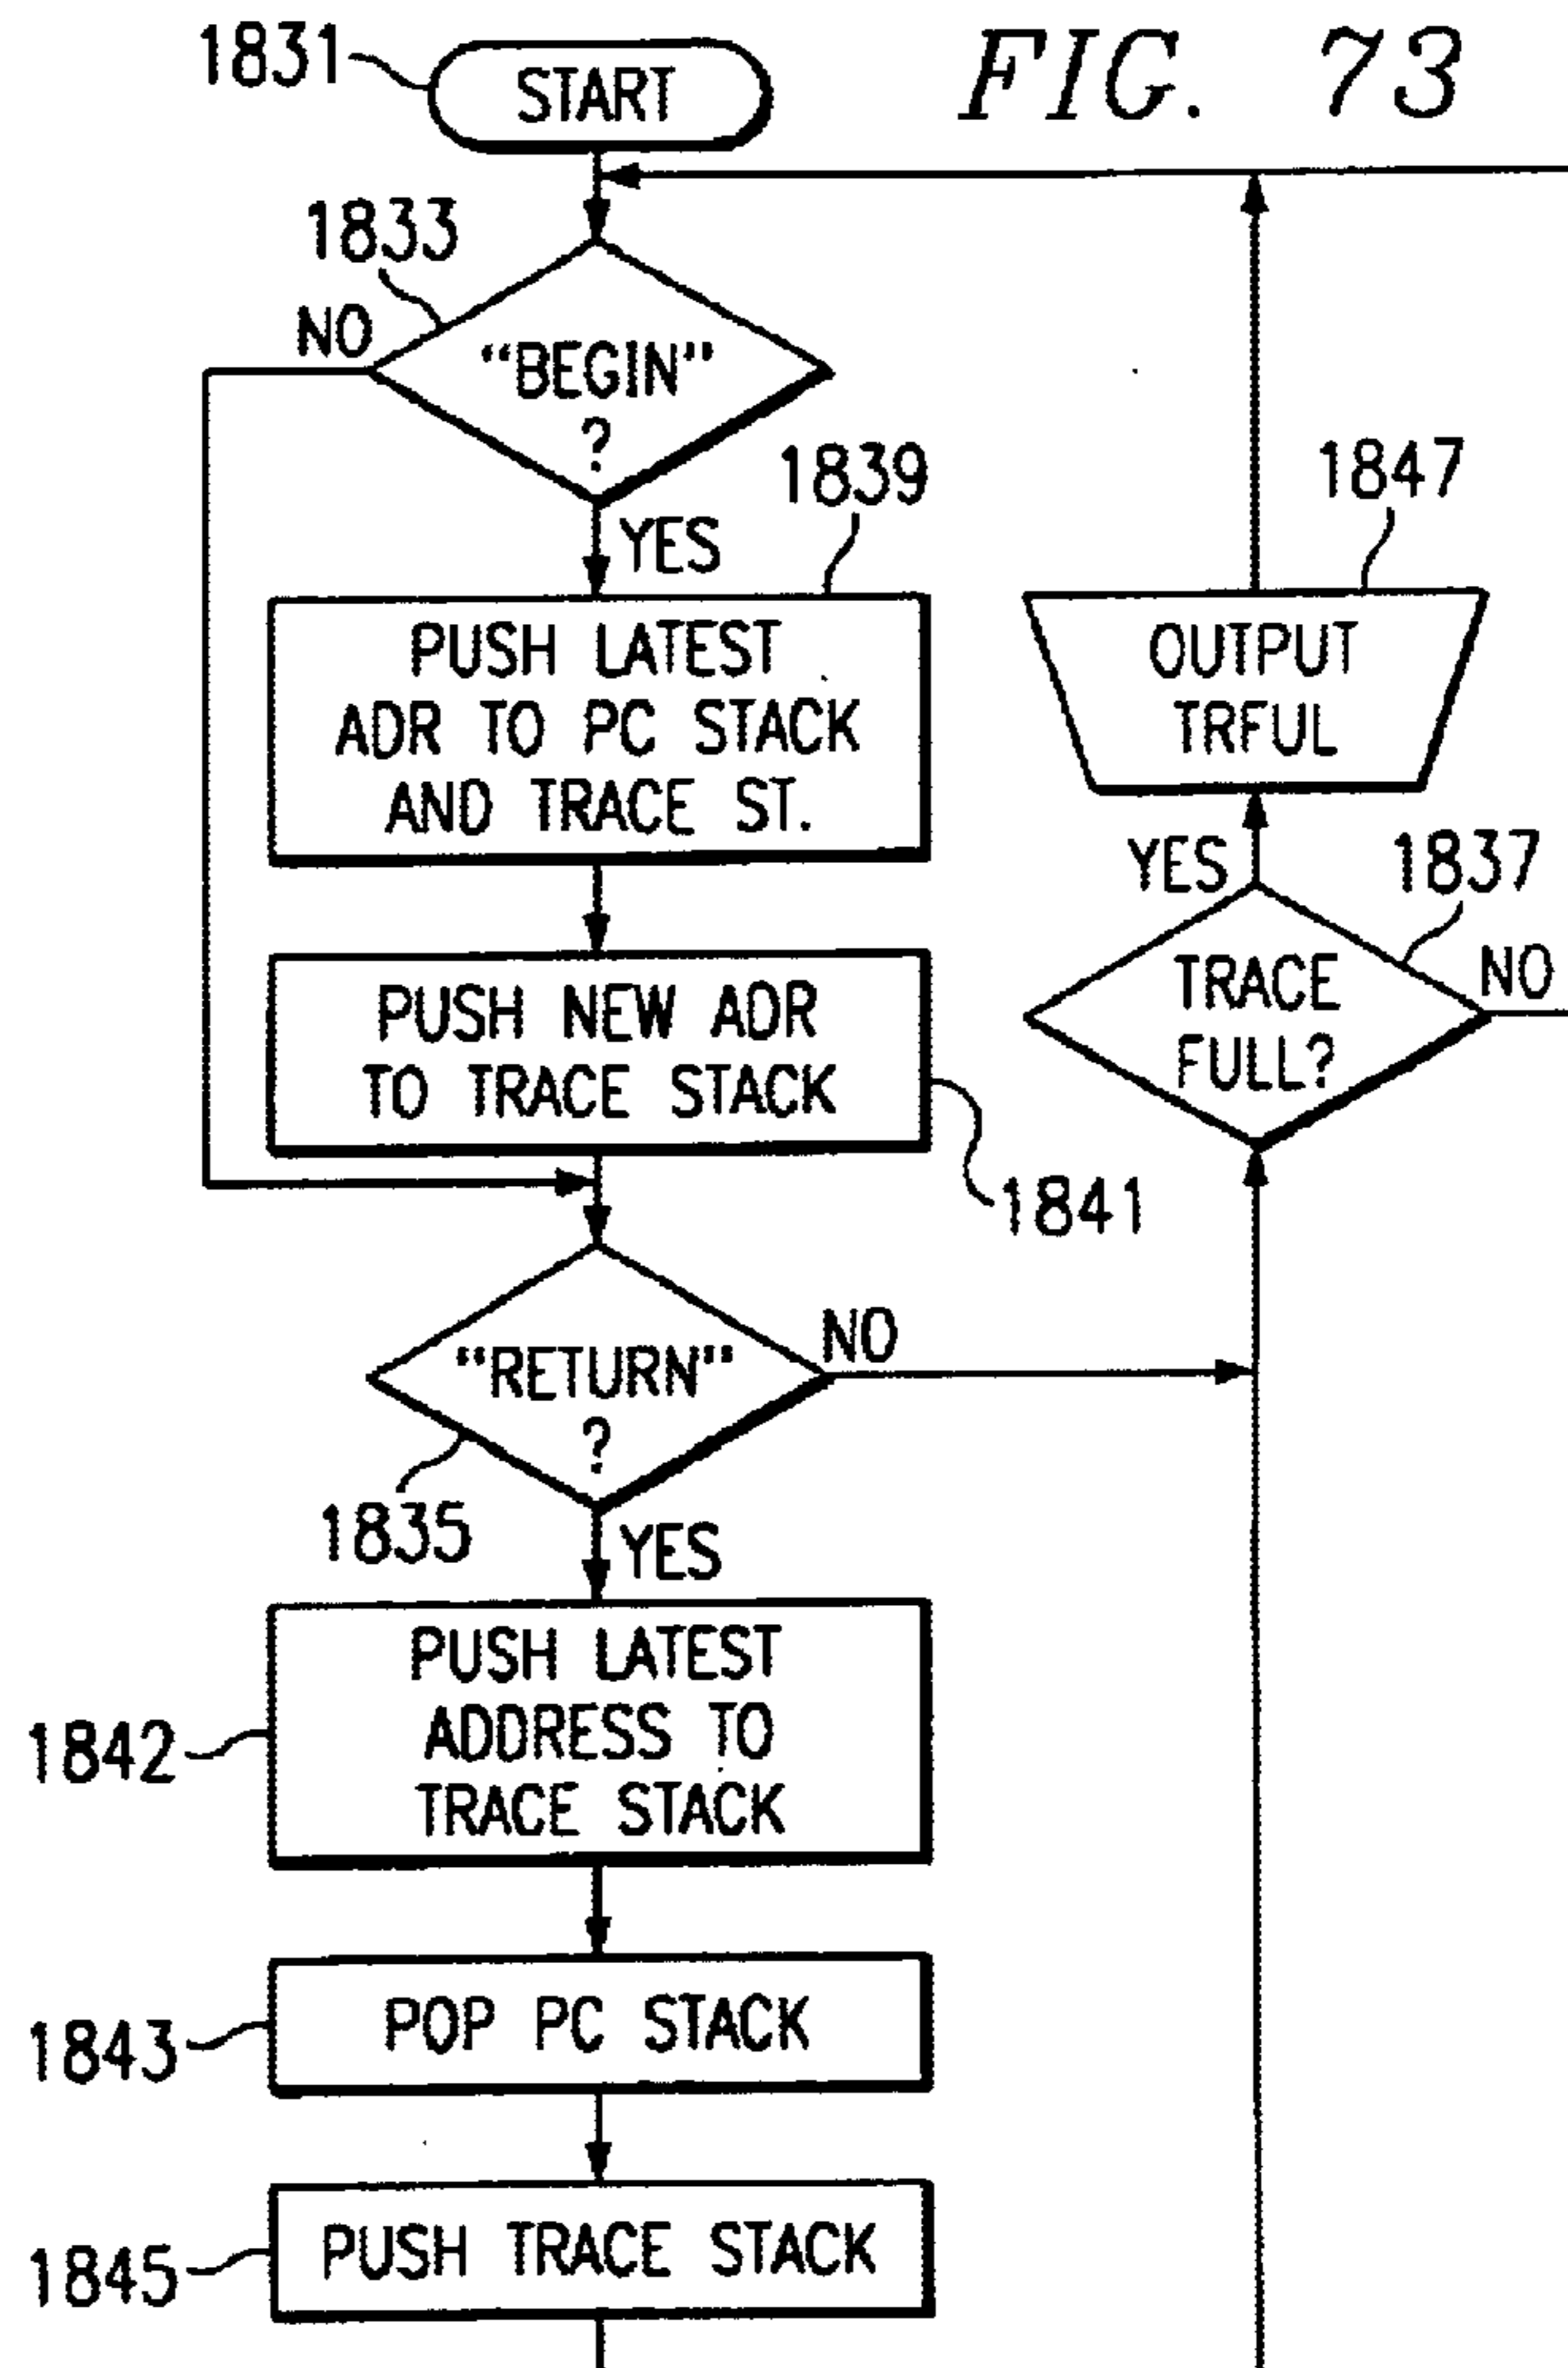 1831
START
FIG. 73
1833
NO
“BEGIN”
?
1839
YES
PUSH LATEST
ADR TO PC STACK
AND TRACE ST.
1847
OUTPUT
TRFUL
YES
1837
TRACE
FULL?
NO
PUSH NEW ADR
TO TRACE STACK
1841
"RETURN"
?
NO
1835
YES
PUSH LATEST
ADDRESS TO
TRACE STACK
1842
POP PC STACK
1843
PUSH TRACE STACK
1845